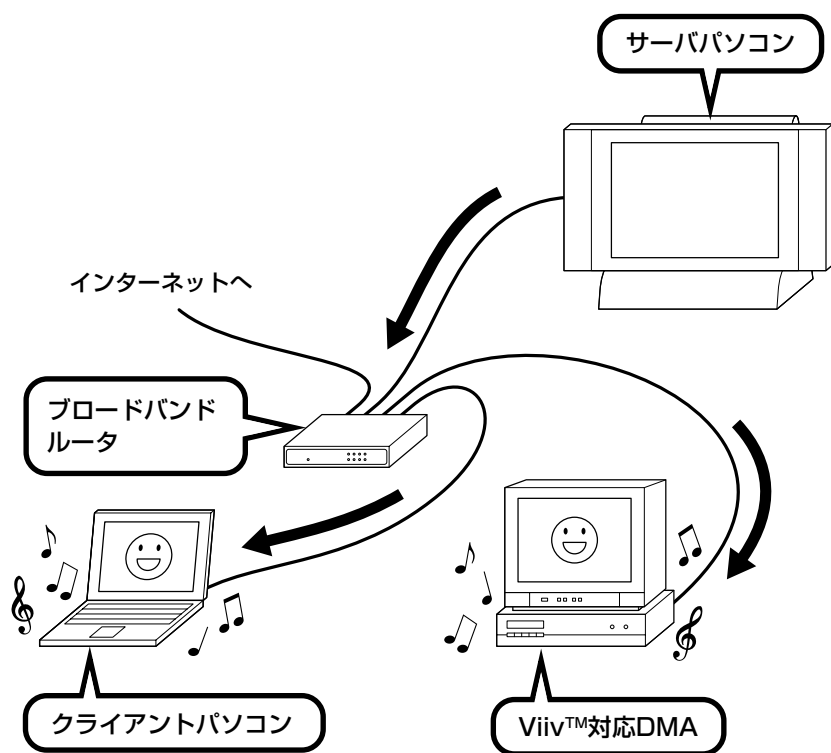 サーバパソコン
インターネットへ
ブロードバンド
ルータ
クライアントパソコン
Viiv™対応DMA